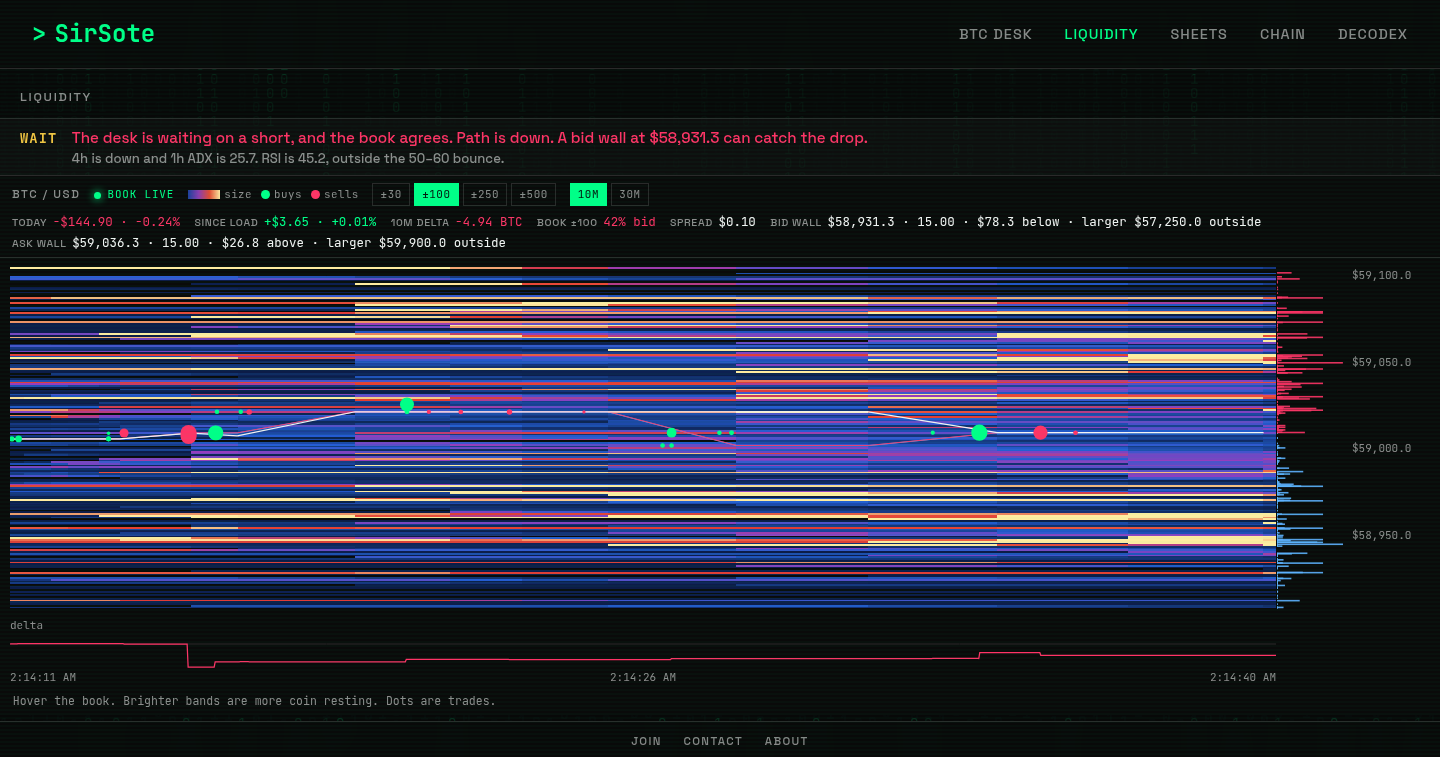 > SirSote
BTC DESK LIQUIDITY SHEETS CHAIN DECODEX
LIQUIDITY
WAIT The desk is waiting on a short, and the book agrees. Path is down. A bid wall at $58,931.3 can catch the drop.
4h is down and 1h ADX is 25.7. RSI is 45.2, outside the 50–60 bounce.
BTC / USD BOOK LIVE size buys sells ±30 ±100 ±250 ±500 10M 30M
TODAY -$144.90 · -0.24% SINCE LOAD +$3.65 · +0.01% 10M DELTA -4.94 BTC BOOK ±100 42% bid SPREAD $0.10 BID WALL $58,931.3 · 15.00 · $78.3 below · larger $57,250.0 outside
ASK WALL $59,036.3 · 15.00 · $26.8 above · larger $59,900.0 outside
$59,100.0
$59,050.0
$59,000.0
$58,950.0
delta
2:14:11 AM 2:14:26 AM 2:14:40 AM
Hover the book. Brighter bands are more coin resting. Dots are trades.
JOIN CONTACT ABOUT